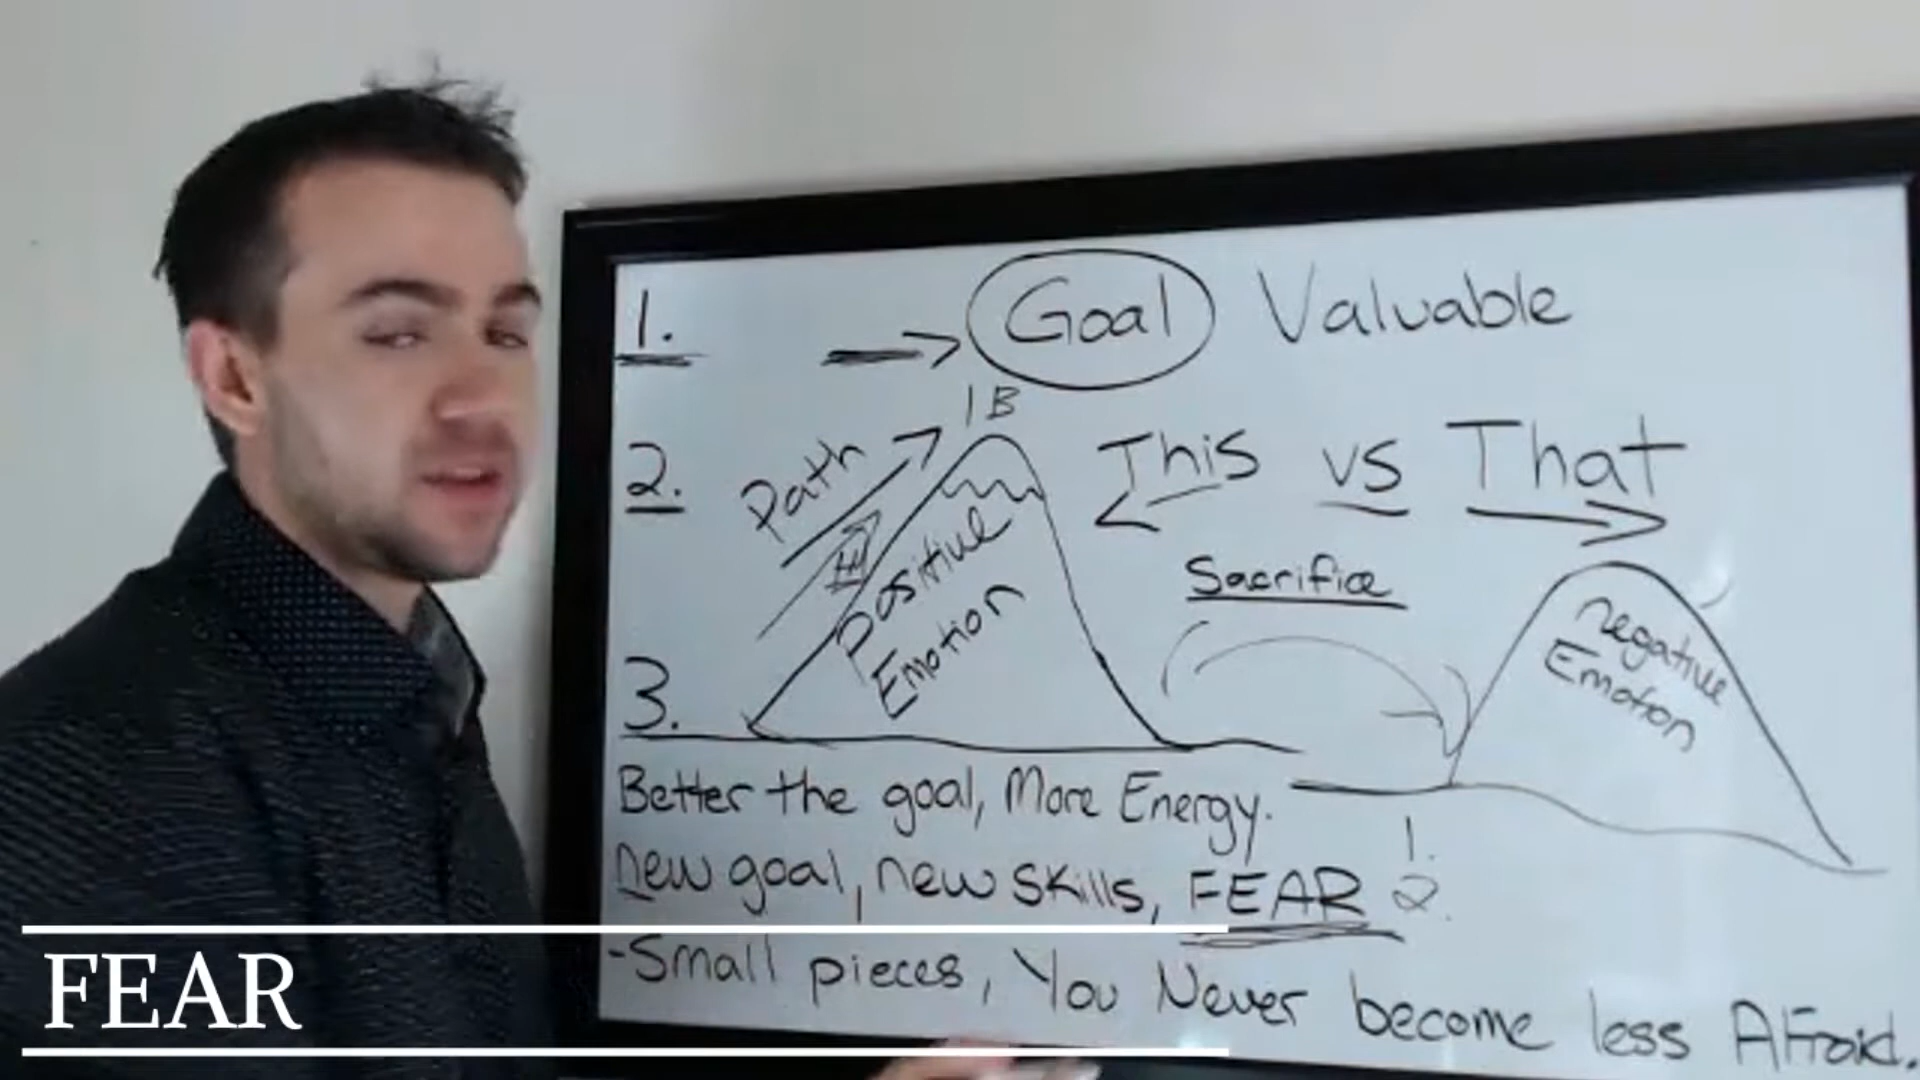 1.
Goal Valuable
1B
2.
Path
This vs That
Positive
Emotion
Sacrifice
negative
Emotion
3.
Better the goal, More Energy.
1.
new goal, new skills, FEAR 2.
-Small pieces, You Never become less Afraid.
FEAR